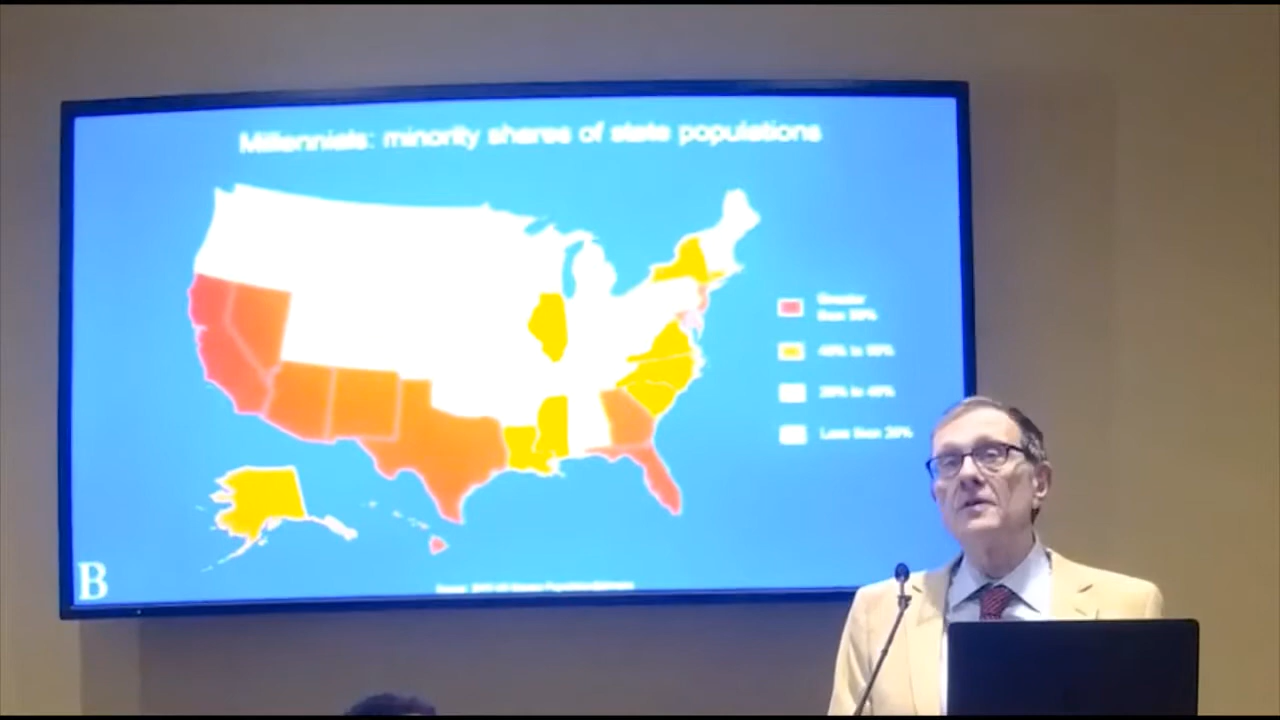 Millennials: minority shares of state populations
Greater
than 50%
40% to 50%
20% to 40%
Less than 20%
B